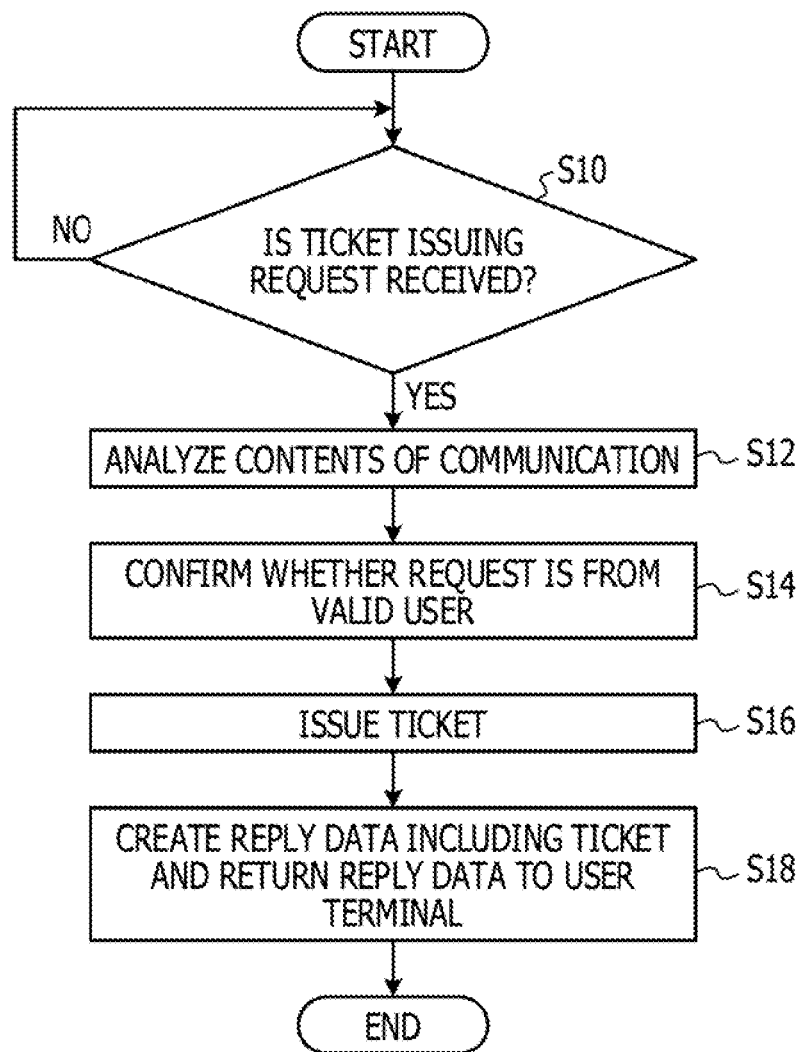 START
S10
NO
IS TICKET ISSUING
REQUEST RECEIVED?
YES
ANALYZE CONTENTS OF COMMUNICATION
S12
CONFIRM WHETHER REQUEST IS FROM
VALID USER
S14
ISSUE TICKET
S16
CREATE REPLY DATA INCLUDING TICKET
AND RETURN REPLY DATA TO USER
TERMINAL
S18
END